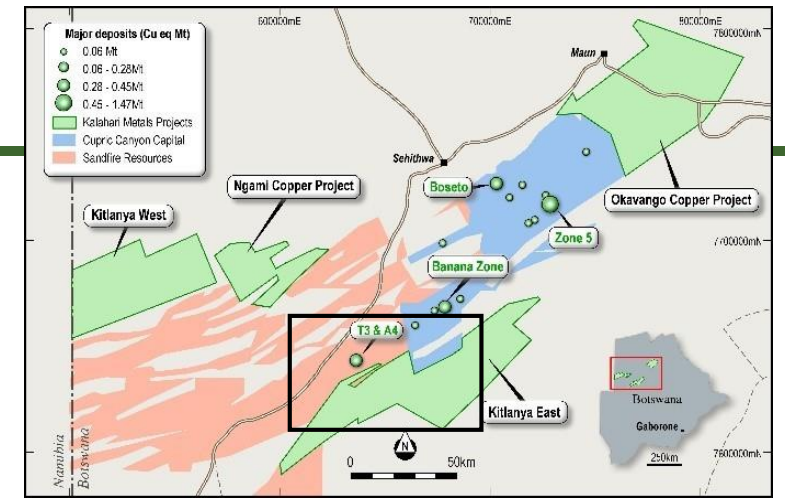 600000mE
700000mE
800000mE
7800000mN
Major deposits (Cu eq Mt)
0.06 Mt
0.06 - 0.28Mt
0.28 - 0.45Mt
0.45 - 1.47Mt
Kalahari Metals Projects
Cupric Canyon Capital
Sandfire Resources
Maun
Sehithwa
Boseto
Okavango Copper Project
Ngami Copper Project
Kitlanya West
Zone 5
7700000mN
Banana Zone
T3 & A4
Kitlanya East
Botswana
Gaborone
250km
Namibia
Botswana
N
0
50km
7600000mN